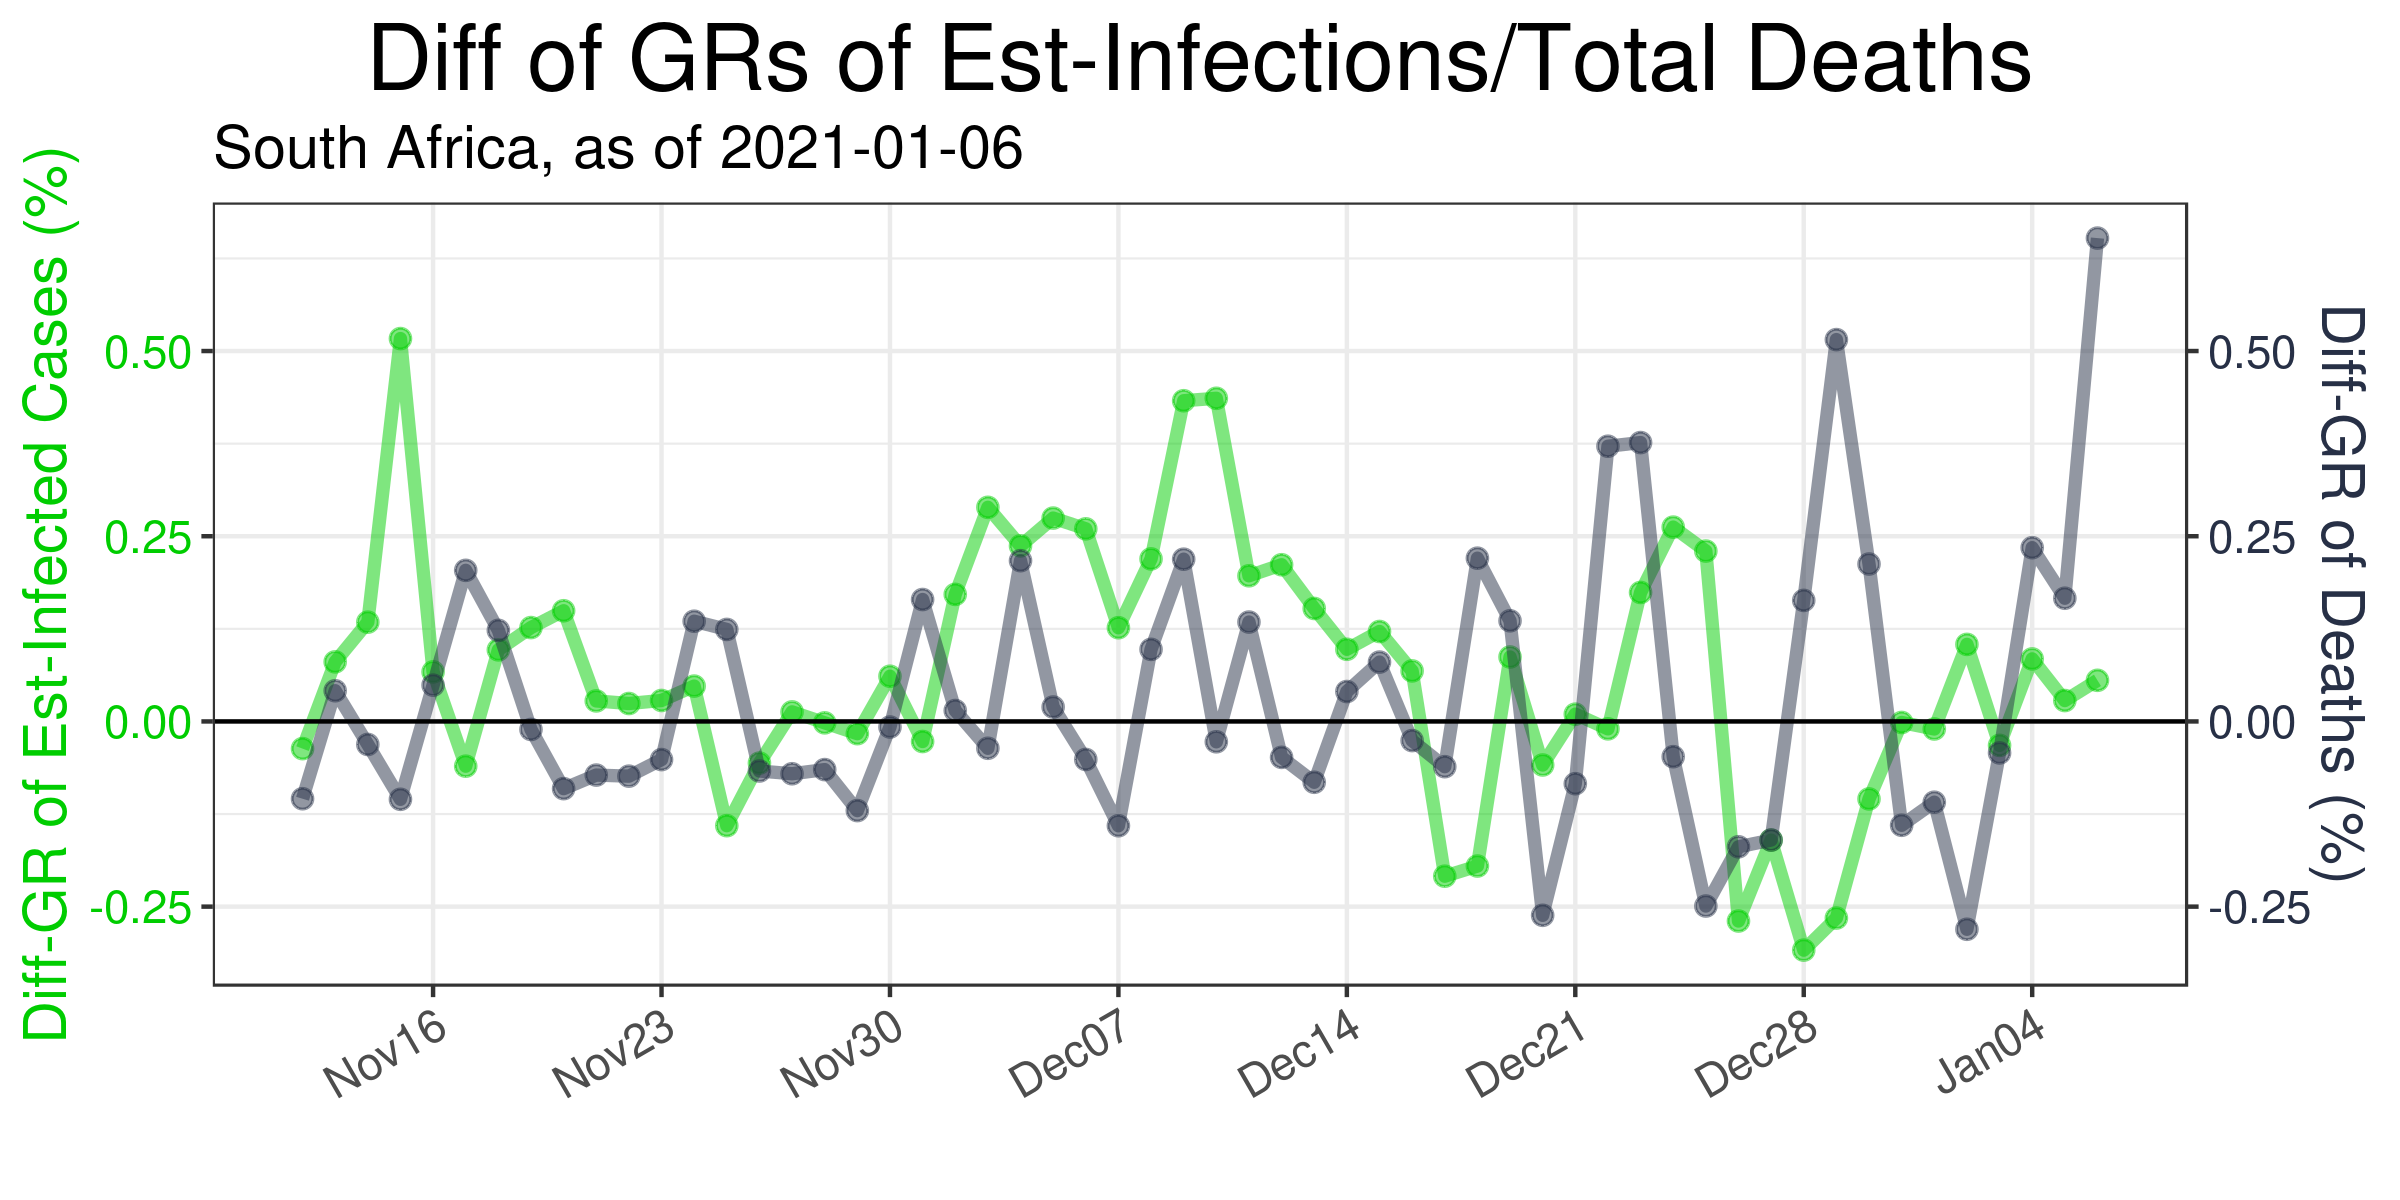 Diff of GRs of Est-Infections/Total Deaths
South Africa, as of 2021-01-06
Diff-GR of Est-Infected Cases (%)
0.50
0.25
0.00
-0.25
0.50
0.25
0.00
-0.25
Diff-GR of Deaths (%)
Nov16
Nov23
Nov30
Dec07
Dec14
Dec21
Dec28
Jan04